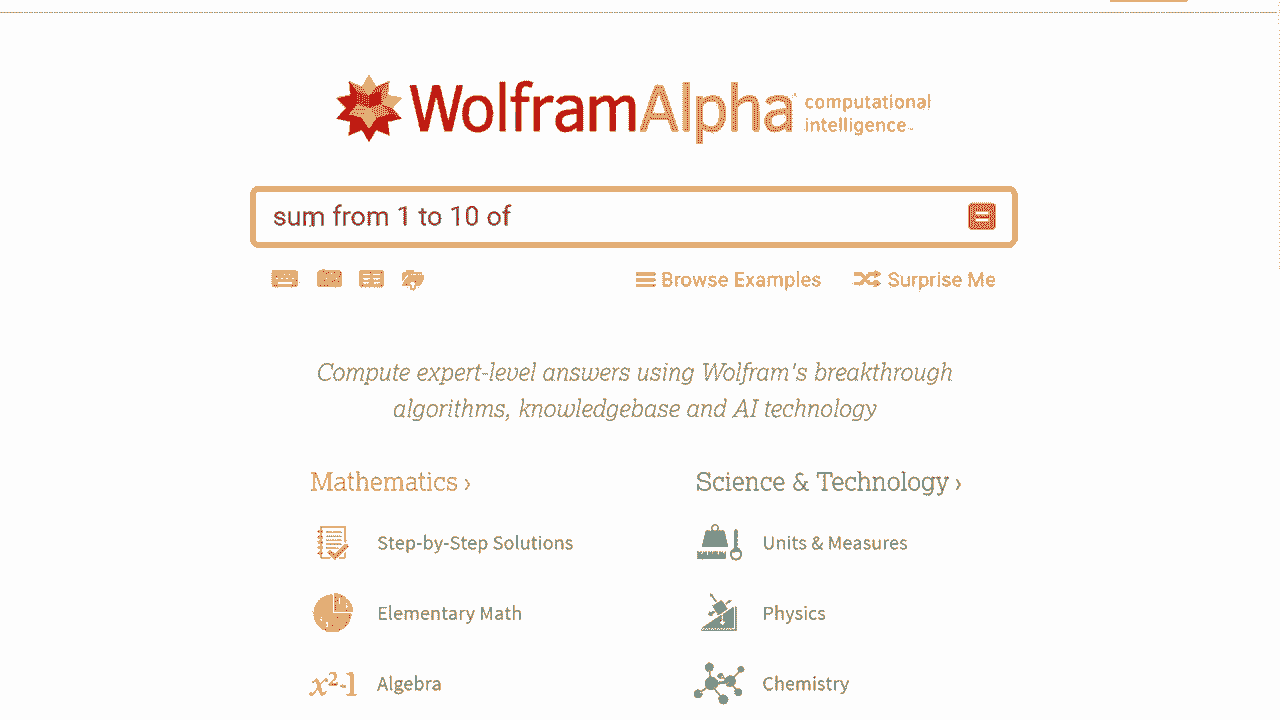 WolframAlpha computational
intelligence
sum from 1 to 10 of
Browse Examples Surprise Me
Compute expert-level answers using Wolfram's breakthrough
algorithms, knowledgebase and AI technology
Mathematics › Science & Technology ›
Step-by-Step Solutions Units & Measures
Elementary Math Physics
x²-1 Algebra Chemistry